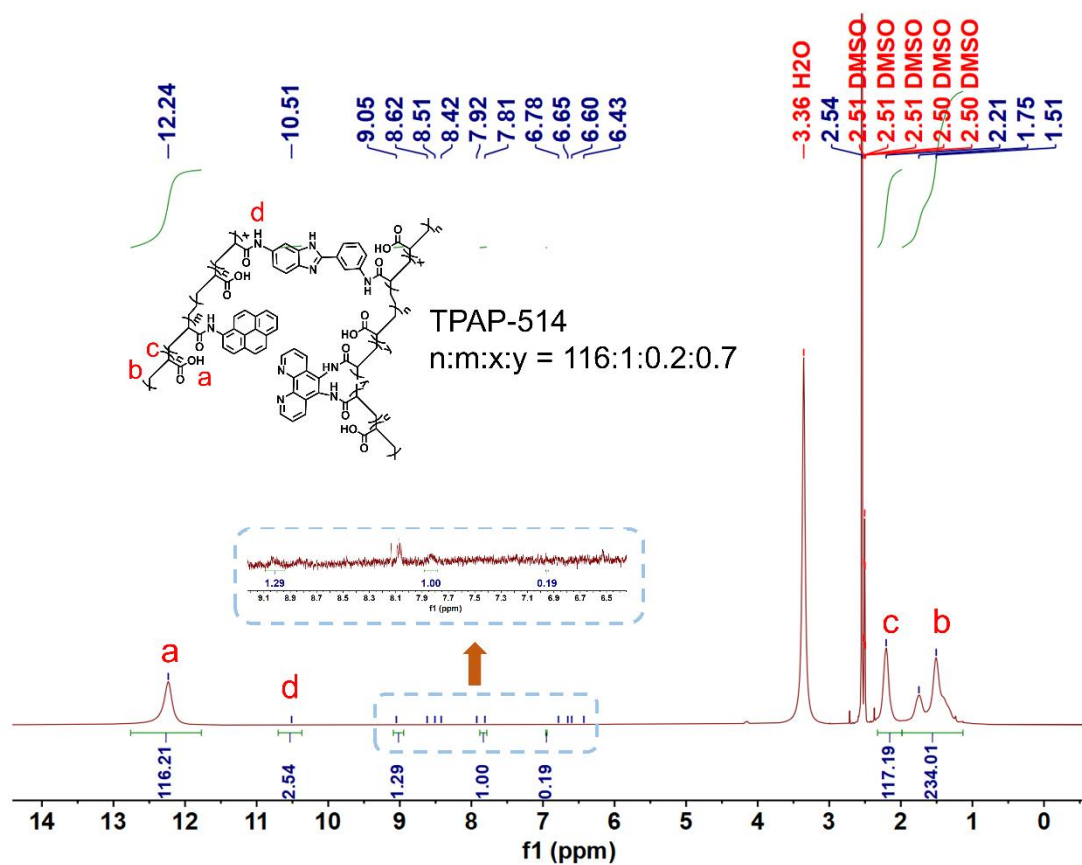 12.24
10.51
9.05
8.62
8.51
8.42
7.92
7.81
6.78
6.65
6.60
6.43
3.36 H2O
2.54
2.51 DMSO
2.51 DMSO
2.51 DMSO
2.50 DMSO
2.50 DMSO
2.21
1.75
1.51
d
H
N
O
x
H
N
N
N
H
O
HO
O
n
x
n
OH
O
m
H
N
O
c
b
OH
O
a
n
HO
O
y
N
N
H
N
O
N
H
O
y
HO
O
n
TPAP-514
n:m:x:y = 116:1:0.2:0.7
1.29
1.00
0.19
9.1 8.9 8.7 8.5 8.3 8.1 7.9 7.7 7.5 7.3 7.1 6.9 6.7 6.5
f1 (ppm)
a
d
c
b
116.21
2.54
1.29
1.00
0.19
117.19
234.01
14 13 12 11 10 9 8 7 6 5 4 3 2 1 0
f1 (ppm)